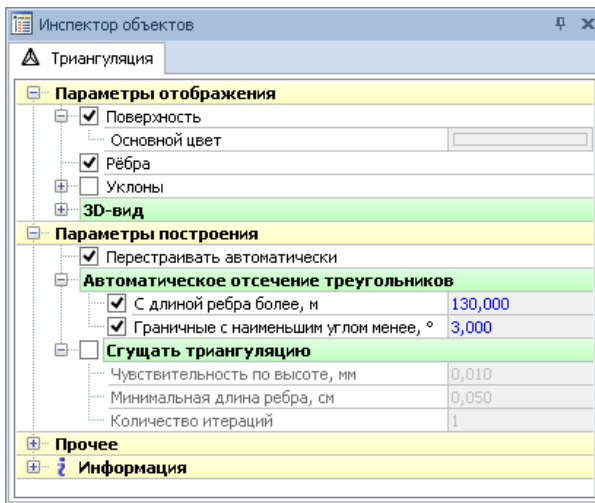 Инспектор объектов
Триангуляция
Параметры отображения
Поверхность
Основной цвет
Рёбра
Уклоны
3D-вид
Параметры построения
Перестраивать автоматически
Автоматическое отсечение треугольников
С длиной ребра более, м 130,000
Граничные с наименьшим углом менее, ° 3,000
Сгущать триангуляцию
Чувствительность по высоте, мм 0,010
Минимальная длина ребра, см 0,050
Количество итераций 1
Прочее
Информация